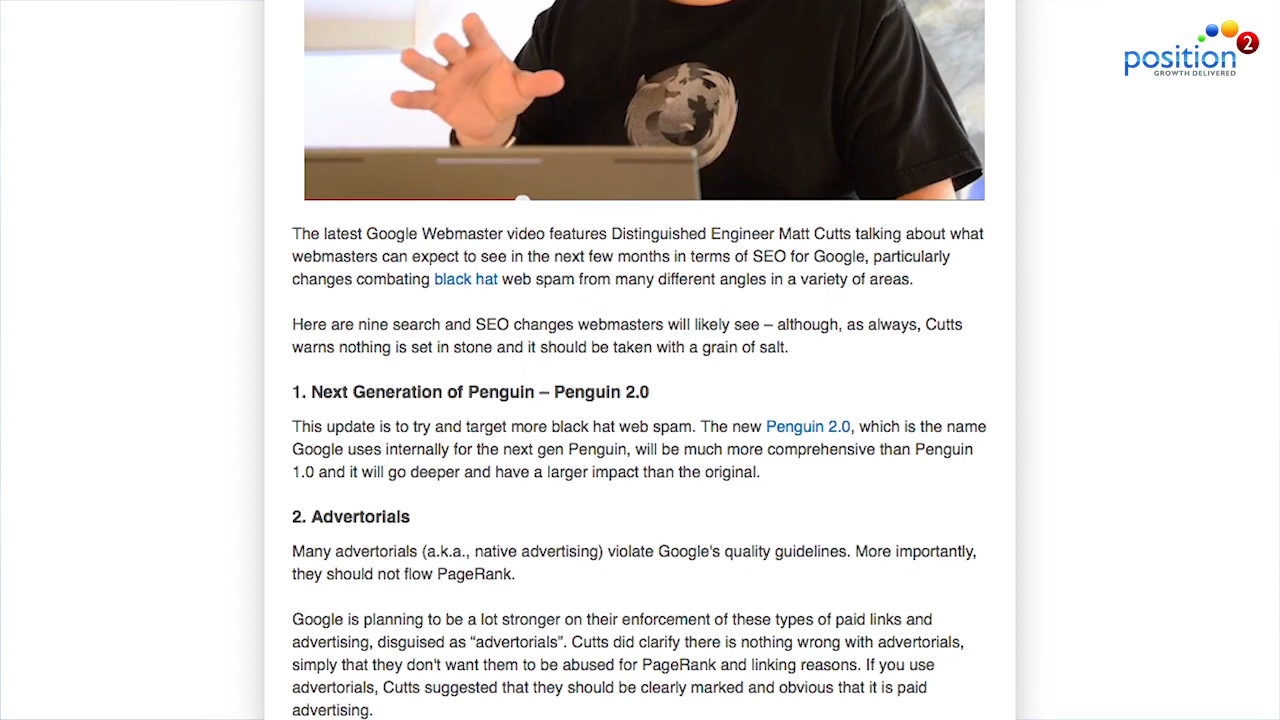 position 2
GROWTH DELIVERED
The latest Google Webmaster video features Distinguished Engineer Matt Cutts talking about what
webmasters can expect to see in the next few months in terms of SEO for Google, particularly
changes combating black hat web spam from many different angles in a variety of areas.
Here are nine search and SEO changes webmasters will likely see – although, as always, Cutts
warns nothing is set in stone and it should be taken with a grain of salt.
1. Next Generation of Penguin – Penguin 2.0
This update is to try and target more black hat web spam. The new Penguin 2.0, which is the name
Google uses internally for the next gen Penguin, will be much more comprehensive than Penguin
1.0 and it will go deeper and have a larger impact than the original.
2. Advertorials
Many advertorials (a.k.a., native advertising) violate Google's quality guidelines. More importantly,
they should not flow PageRank.
Google is planning to be a lot stronger on their enforcement of these types of paid links and
advertising, disguised as “advertorials”. Cutts did clarify there is nothing wrong with advertorials,
simply that they don't want them to be abused for PageRank and linking reasons. If you use
advertorials, Cutts suggested that they should be clearly marked and obvious that it is paid
advertising.